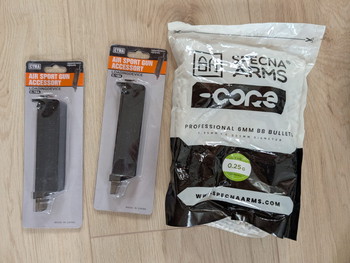 CYMA
AIR SPORT GUN
ACCESSORY
CYMA
AIR SPORT GUN
ACCESSORY
SPECNA
ARMS
CORE
PROFESSIONAL 6MM BB BULLETS
0.25g
WWW.SPECNAARMS.COM